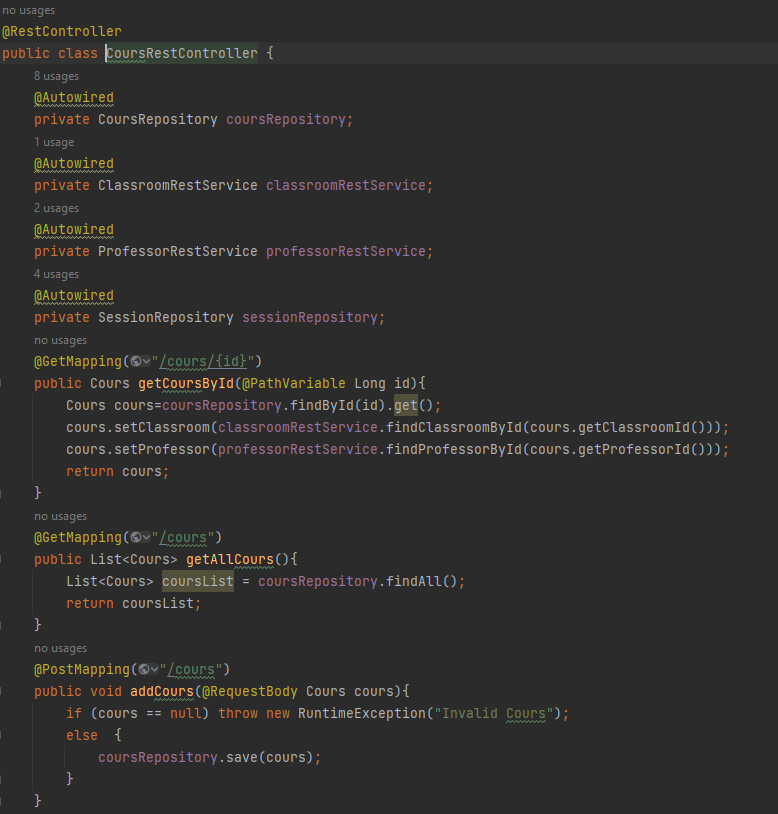 no usages
@RestController
public class CoursRestController {
8 usages
@Autowired
private CoursRepository coursRepository;
1 usage
@Autowired
private ClassroomRestService classroomRestService;
2 usages
@Autowired
private ProfessorRestService professorRestService;
4 usages
@Autowired
private SessionRepository sessionRepository;
no usages
@GetMapping("/cours/{id}")
public Cours getCoursById(@PathVariable Long id){
Cours cours=coursRepository.findById(id).get();
cours.setClassroom(classroomRestService.findClassroomById(cours.getClassroomId()));
cours.setProfessor(professorRestService.findProfessorById(cours.getProfessorId()));
return cours;
}
no usages
@GetMapping("/cours")
public List<Cours> getAllCours(){
List<Cours> coursList = coursRepository.findAll();
return coursList;
}
no usages
@PostMapping("/cours")
public void addCours(@RequestBody Cours cours){
if (cours == null) throw new RuntimeException("Invalid Cours");
else  {
coursRepository.save(cours);
}
}